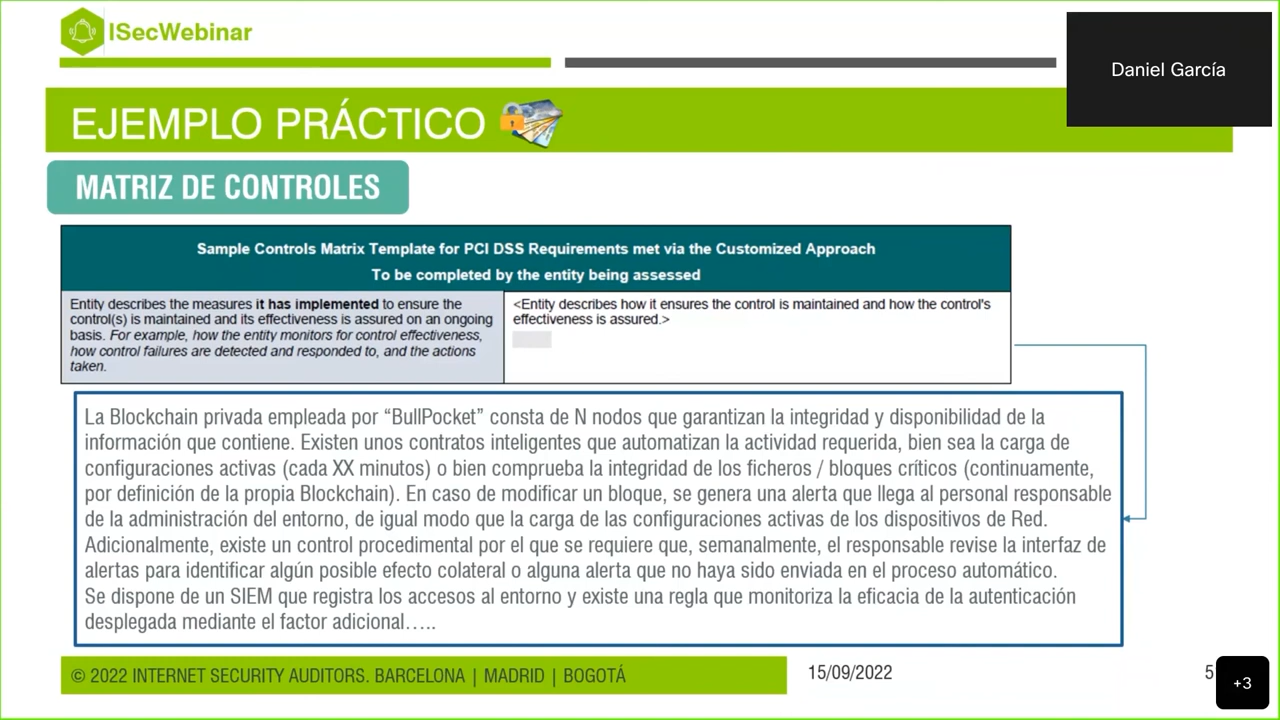 ISecWebinar
Daniel García
EJEMPLO PRÁCTICO
MATRIZ DE CONTROLES
Sample Controls Matrix Template for PCI DSS Requirements met via the Customized Approach
To be completed by the entity being assessed
Entity describes the measures it has implemented to ensure the
control(s) is maintained and its effectiveness is assured on an ongoing
basis. For example, how the entity monitors for control effectiveness,
how control failures are detected and responded to, and the actions
taken.
<Entity describes how it ensures the control is maintained and how the control's
effectiveness is assured.>
La Blockchain privada empleada por “BullPocket” consta de N nodos que garantizan la integridad y disponibilidad de la
información que contiene. Existen unos contratos inteligentes que automatizan la actividad requerida, bien sea la carga de
configuraciones activas (cada XX minutos) o bien comprueba la integridad de los ficheros / bloques críticos (continuamente,
por definición de la propia Blockchain). En caso de modificar un bloque, se genera una alerta que llega al personal responsable
de la administración del entorno, de igual modo que la carga de las configuraciones activas de los dispositivos de Red.
Adicionalmente, existe un control procedimental por el que se requiere que, semanalmente, el responsable revise la interfaz de
alertas para identificar algún posible efecto colateral o alguna alerta que no haya sido enviada en el proceso automático.
Se dispone de un SIEM que registra los accesos al entorno y existe una regla que monitoriza la eficacia de la autenticación
desplegada mediante el factor adicional…..
© 2022 INTERNET SECURITY AUDITORS. BARCELONA | MADRID | BOGOTÁ
15/09/2022
5
+3